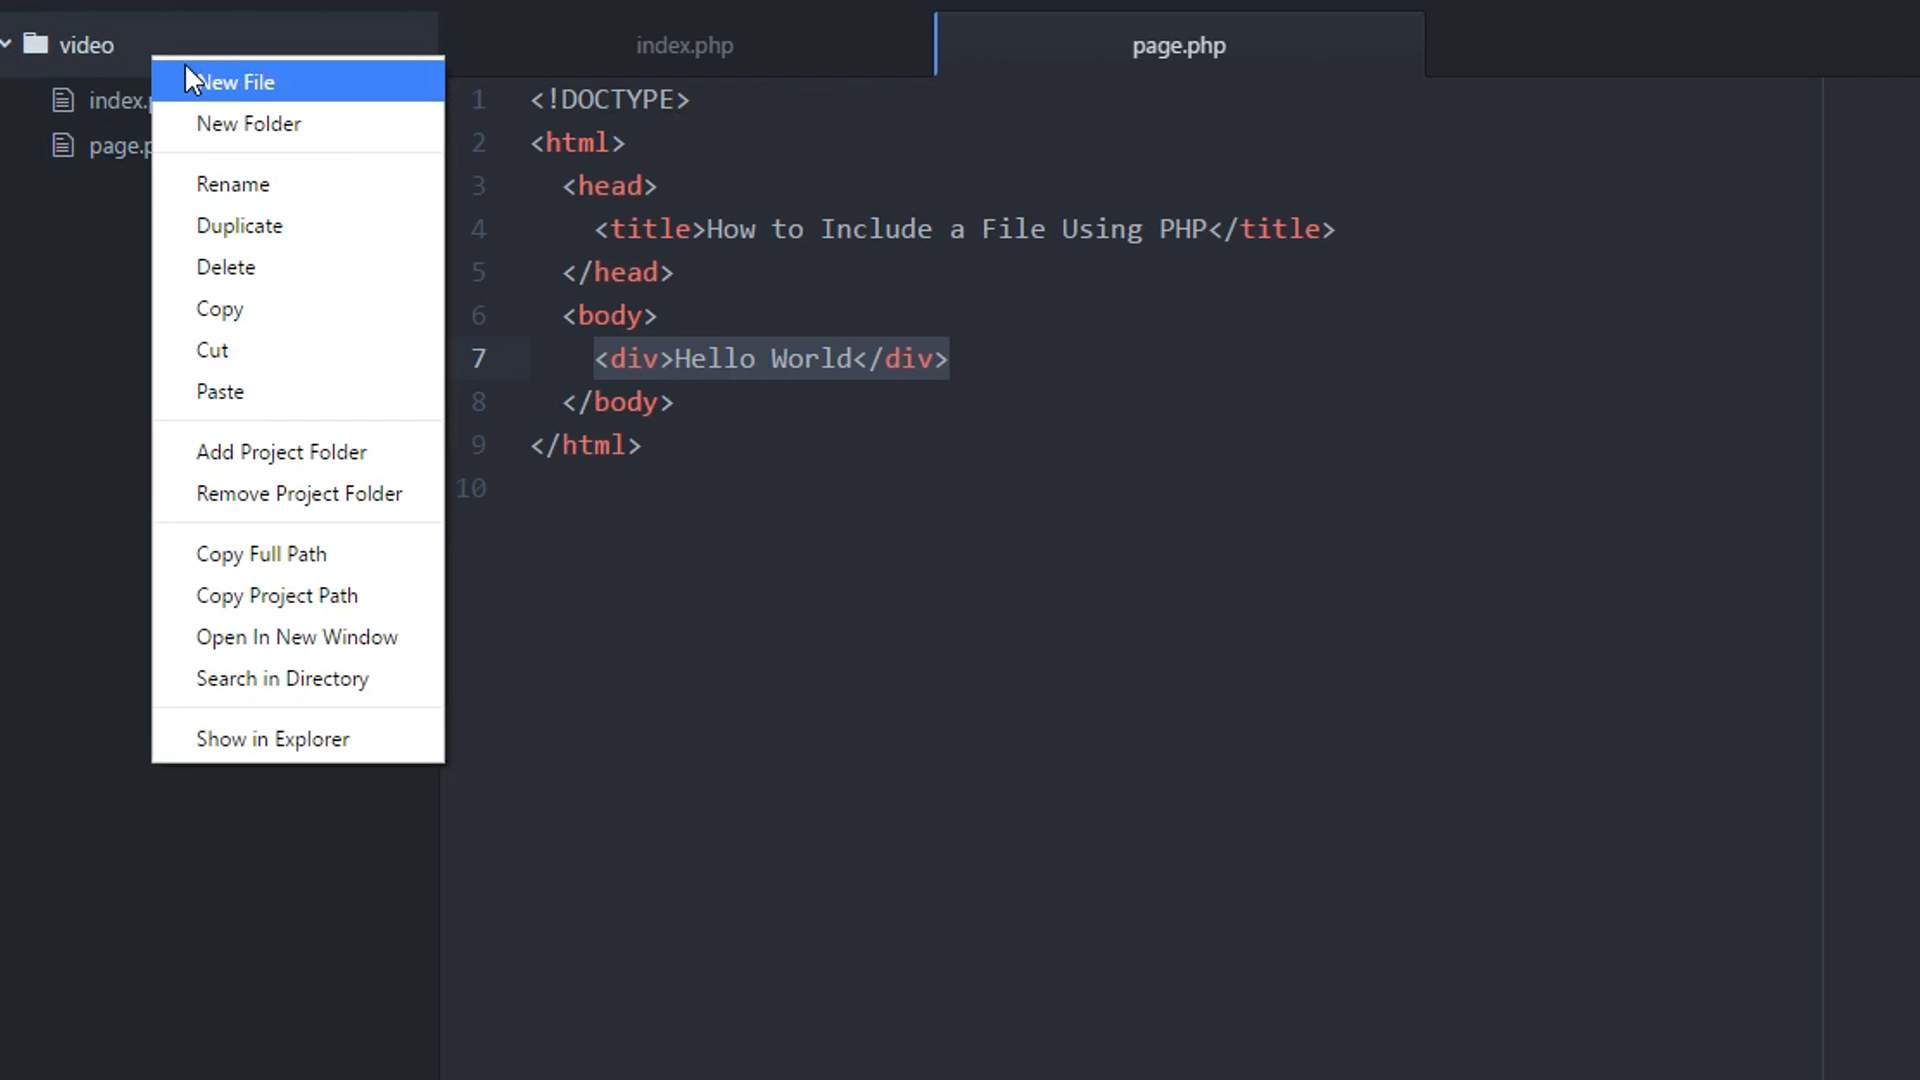 video
index.php
page.php
New File
New Folder
Rename
Duplicate
Delete
Copy
Cut
Paste
Add Project Folder
Remove Project Folder
Copy Full Path
Copy Project Path
Open In New Window
Search in Directory
Show in Explorer
index.p
page.p
1 <!DOCTYPE>
2 <html>
3 <head>
4 <title>How to Include a File Using PHP</title>
5 </head>
6 <body>
7 <div>Hello World</div>
8 </body>
9 </html>
10